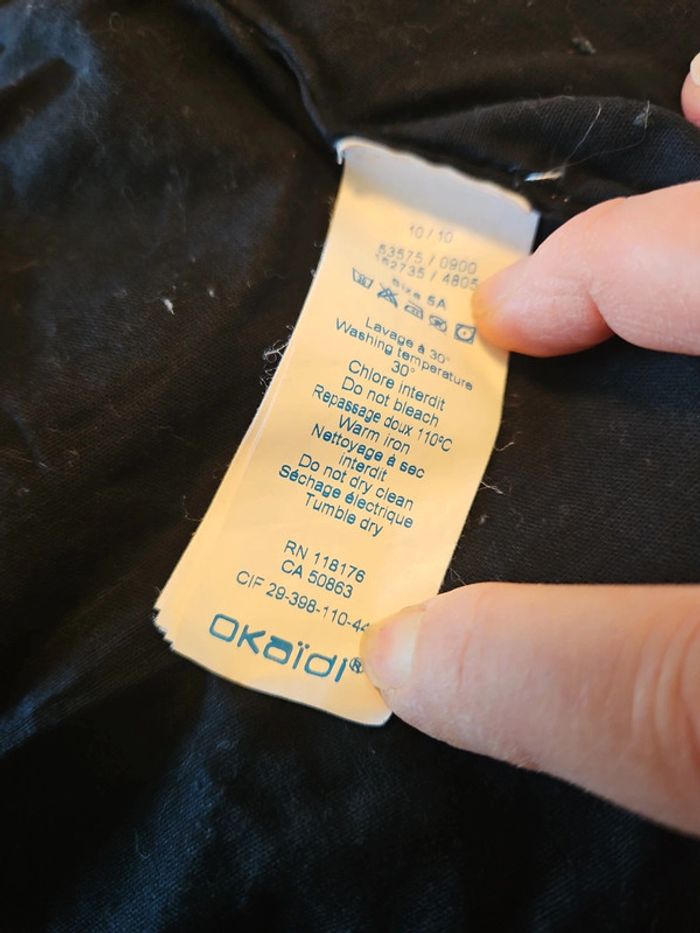 10 / 10
53575 / 0900
162735 / 4805
Size 5A
Lavage à 30°
Washing temperature
30°
Chlore interdit
Do not bleach
Repassage doux 110°C
Warm iron
Nettoyage à sec
interdit
Do not dry clean
Séchage électrique
Tumble dry
RN 118176
CA 50863
CIF 29-398-110-44
OKAÏDI®